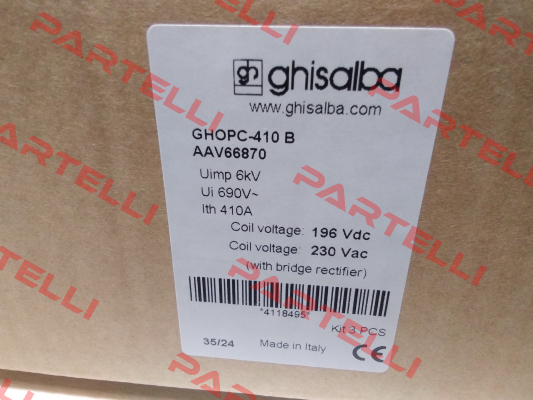 PARTELLI
gh ghisalba
www.ghisalba.com
GHOPC-410 B
AAV66870
Uimp 6kV
Ui 690V~
Ith 410A
Coil voltage: 196 Vdc
Coil voltage: 230 Vac
(with bridge rectifier)
*4118495*
Kit 3 PCS
35/24 Made in Italy CE
PARTELLI
PARTELLI
PARTELLI